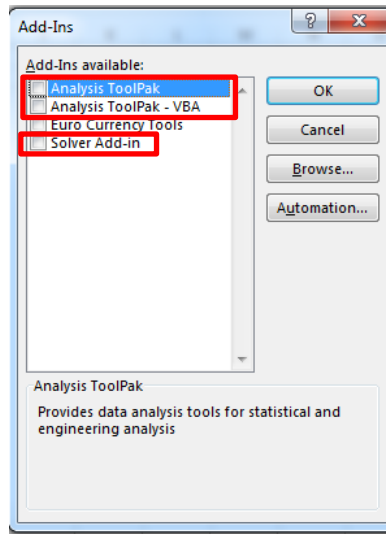 Add-Ins
?
Add-Ins available:
Analysis ToolPak
Analysis ToolPak - VBA
Euro Currency Tools
Solver Add-in
OK
Cancel
Browse...
Automation...
Analysis ToolPak
Provides data analysis tools for statistical and
engineering analysis